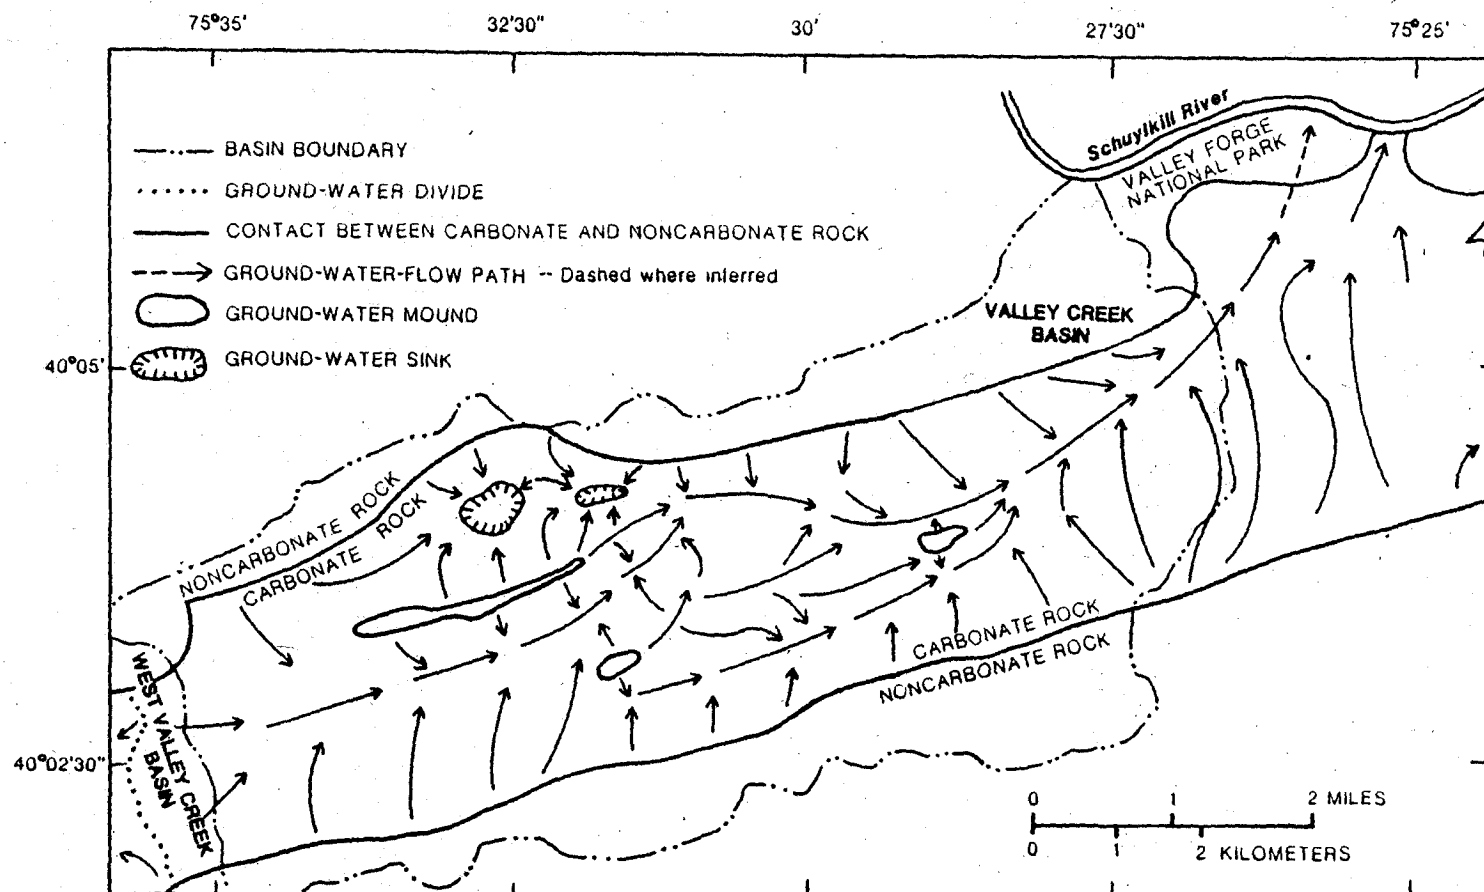 75°35'
32'30"
30'
27'30"
75°25'
Schuylkill River
VALLEY FORGE
NATIONAL PARK
BASIN BOUNDARY
GROUND-WATER DIVIDE
CONTACT BETWEEN CARBONATE AND NONCARBONATE ROCK
GROUND-WATER-FLOW PATH -- Dashed where inferred
GROUND-WATER MOUND
GROUND-WATER SINK
VALLEY CREEK
BASIN
40°05'
NONCARBONATE ROCK
CARBONATE ROCK
CARBONATE ROCK
NONCARBONATE ROCK
WEST VALLEY CREEK
BASIN
40°02'30"
0 1 2 MILES
0 1 2 KILOMETERS